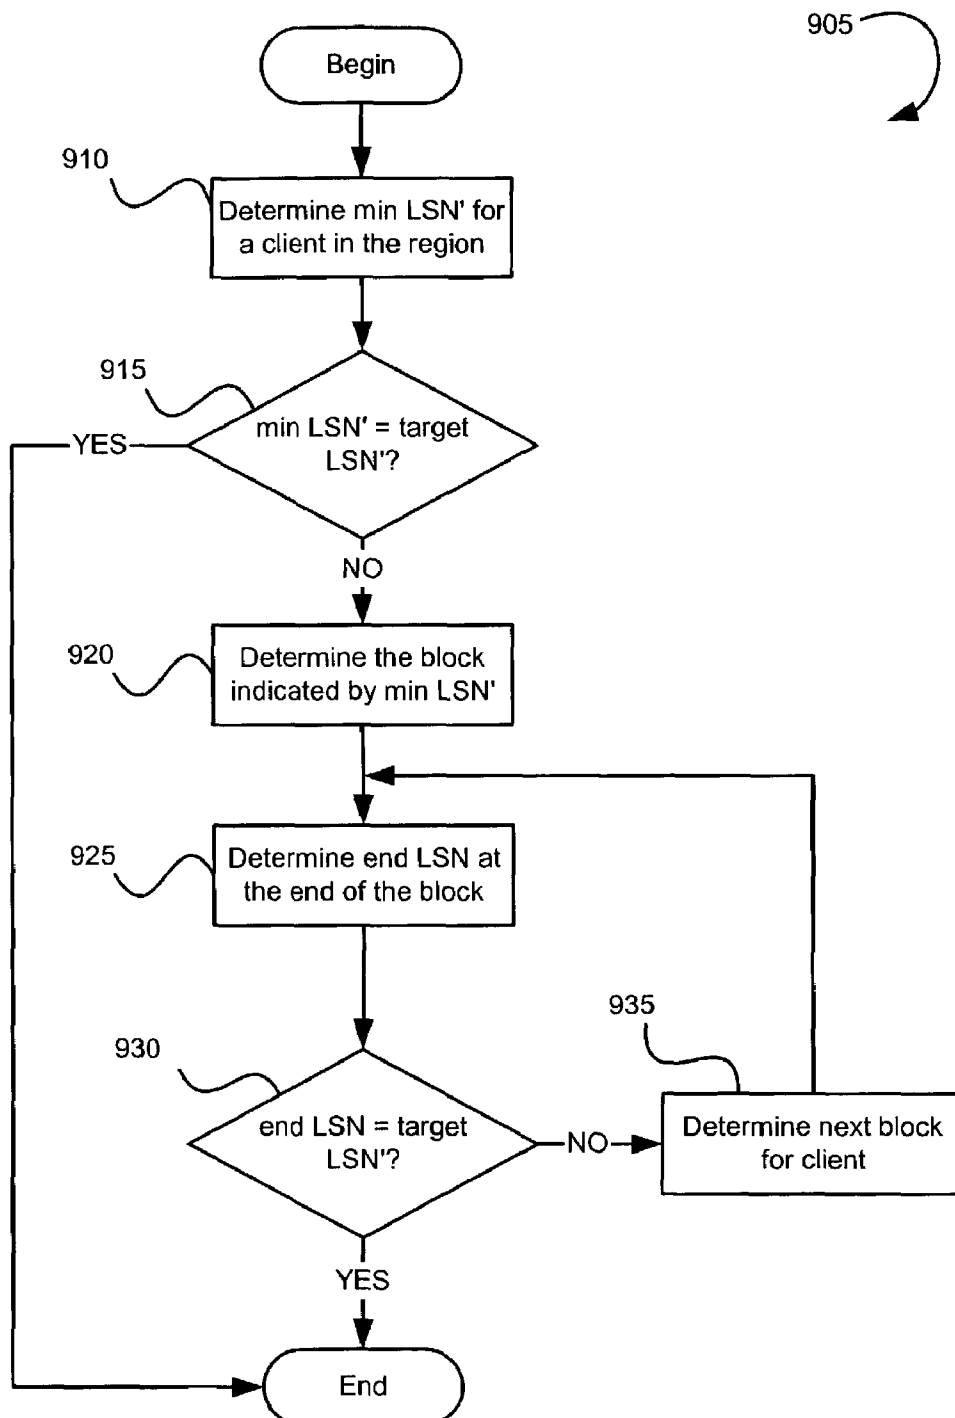 905
Begin
910
Determine min LSN' for
a client in the region
915
min LSN' = target
LSN'?
YES
NO
920
Determine the block
indicated by min LSN'
925
Determine end LSN at
the end of the block
930
935
end LSN = target
LSN'?
NO
Determine next block
for client
YES
End